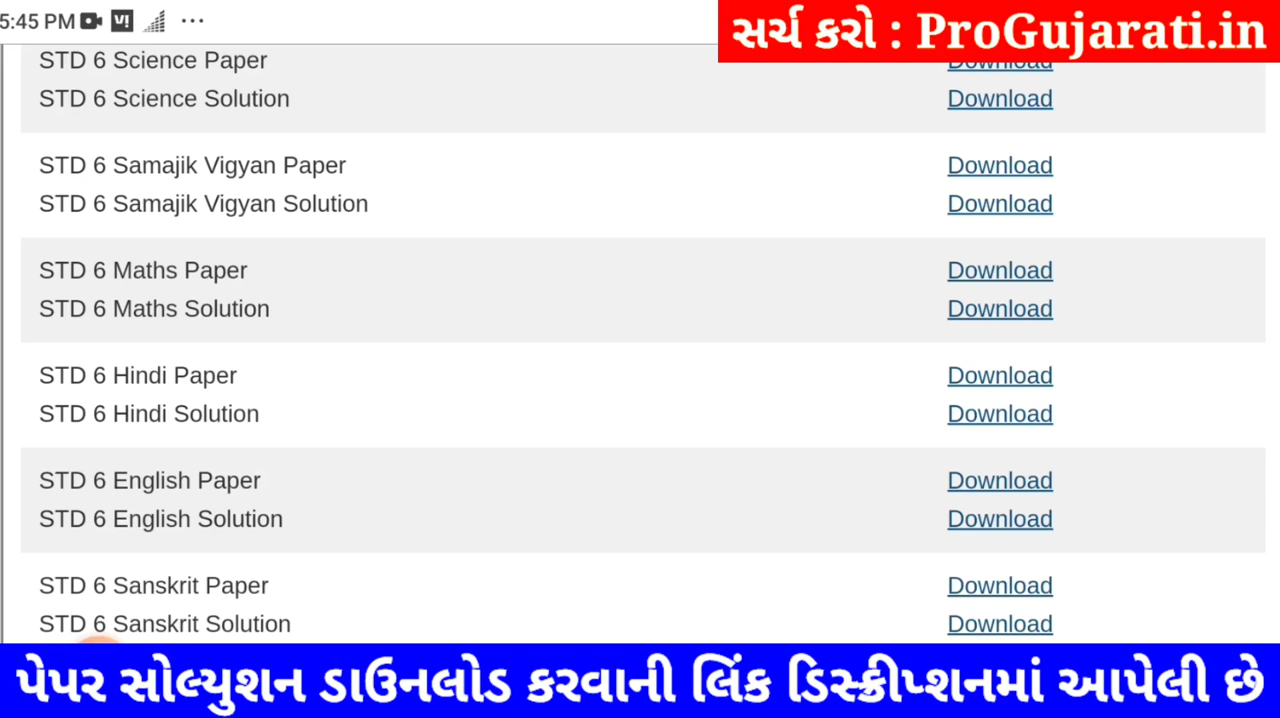 5:45 PM
સર્ચ કરો : ProGujarati.in
STD 6 Science Paper Download
STD 6 Science Solution Download
STD 6 Samajik Vigyan Paper Download
STD 6 Samajik Vigyan Solution Download
STD 6 Maths Paper Download
STD 6 Maths Solution Download
STD 6 Hindi Paper Download
STD 6 Hindi Solution Download
STD 6 English Paper Download
STD 6 English Solution Download
STD 6 Sanskrit Paper Download
STD 6 Sanskrit Solution Download
પેપર સોલ્યુશન ડાઉનલોડ કરવાની લિંક ડિસ્ક્રીપ્શનમાં આપેલી છે